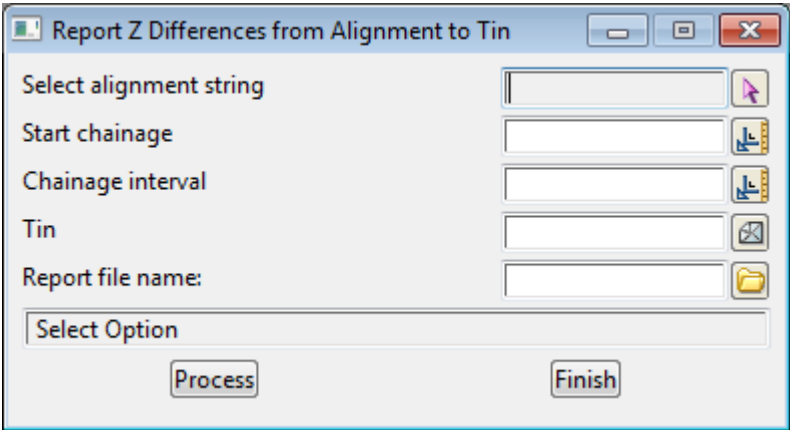 Report Z Differences from Alignment to Tin
Select alignment string
Start chainage
Chainage interval
Tin
Report file name:
Select Option
Process Finish